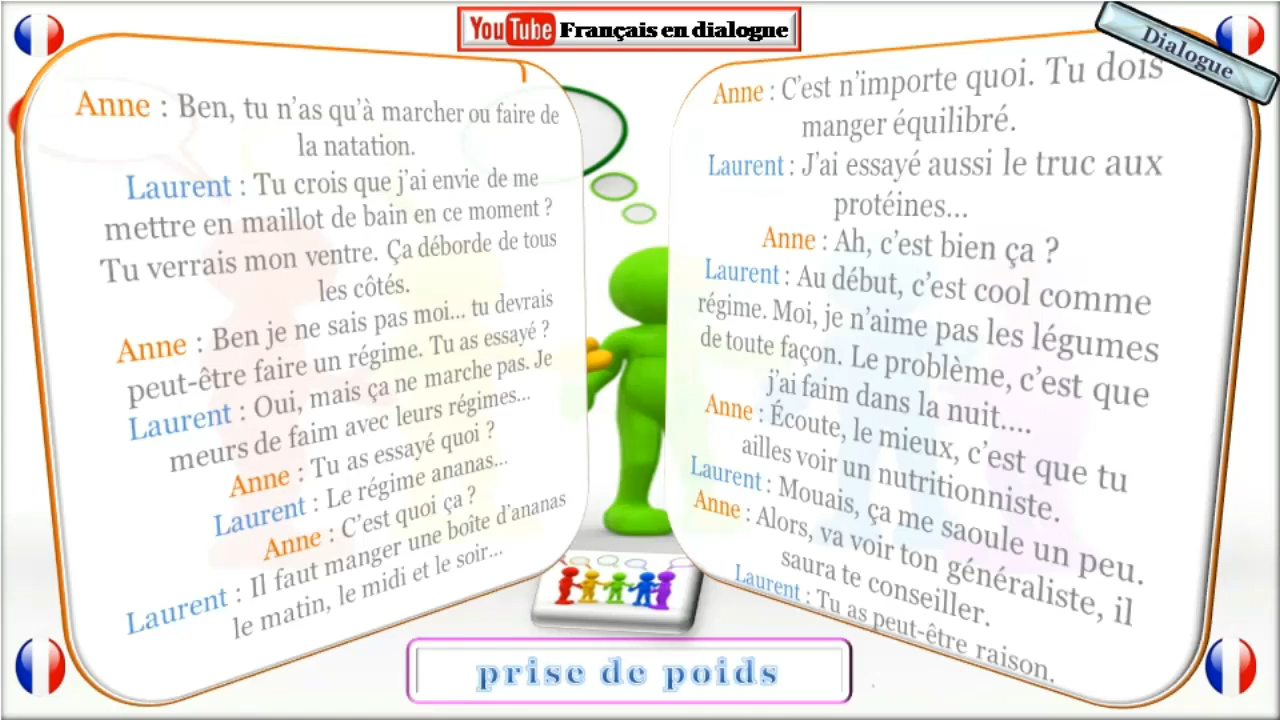 YouTube Français en dialogue
Dialogue
Anne : Ben, tu n'as qu'à marcher ou faire de
la natation.
Laurent : Tu crois que j'ai envie de me
mettre en maillot de bain en ce moment ?
Tu verrais mon ventre. Ça déborde de tous
les côtés.
Anne : Ben je ne sais pas moi... tu devrais
peut-être faire un régime. Tu as essayé ?
Laurent : Oui, mais ça ne marche pas. Je
meurs de faim avec leurs régimes...
Anne : Tu as essayé quoi ?
Laurent : Le régime ananas...
Anne : C'est quoi ça ?
Laurent : Il faut manger une boîte d'ananas
le matin, le midi et le soir...
Anne : C'est n'importe quoi. Tu dois
manger équilibré.
Laurent : J'ai essayé aussi le truc aux
protéines...
Anne : Ah, c'est bien ça ?
Laurent : Au début, c'est cool comme
régime. Moi, je n'aime pas les légumes
de toute façon. Le problème, c'est que
j'ai faim dans la nuit....
Anne : Écoute, le mieux, c'est que tu
ailles voir un nutritionniste.
Laurent : Mouais, ça me saoule un peu.
Anne : Alors, va voir ton généraliste, il
saura te conseiller.
Laurent : Tu as peut-être raison.
prise de poids